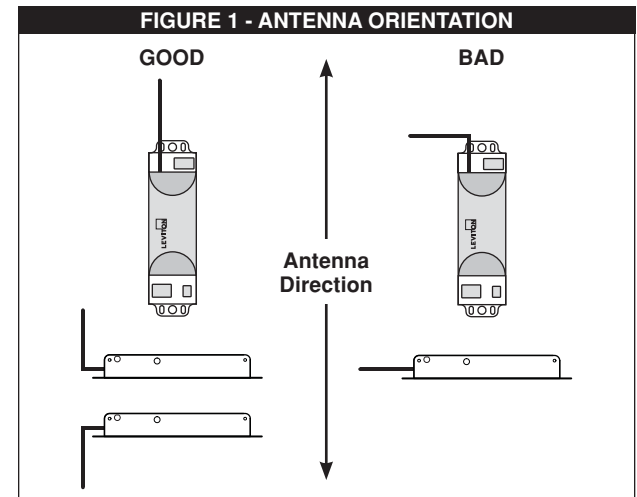 FIGURE 1 - ANTENNA ORIENTATION
GOOD
BAD
LEVITON
LEVITON
Antenna
Direction